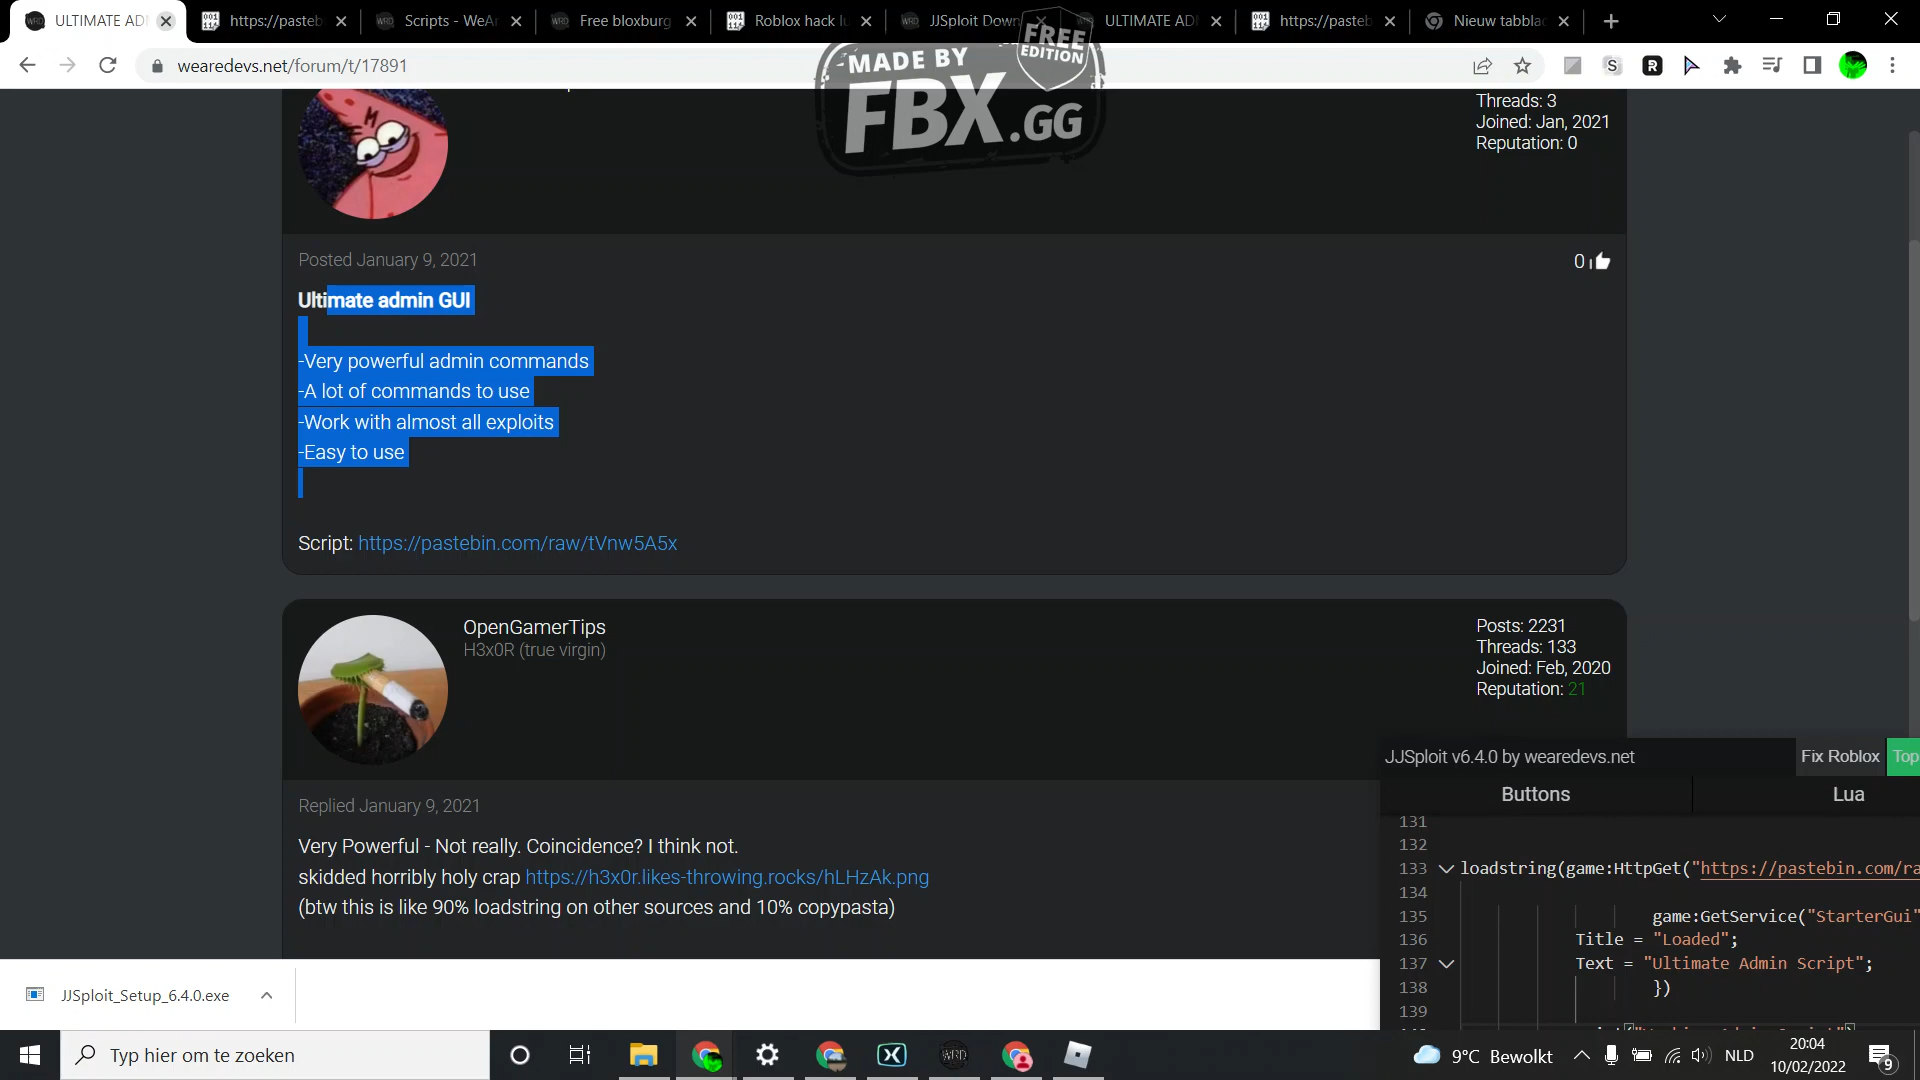 ULTIMATE ADM
https://pasteb
Scripts - WeAr
Free bloxburg
Roblox hack lu
JJSploit Down
ULTIMATE ADM
https://pasteb
Nieuw tabblad
wearedevs.net/forum/t/17891
MADE BY
FBX.GG
FREE
EDITION
Threads: 3
Joined: Jan, 2021
Reputation: 0
Posted January 9, 2021
0
Ultimate admin GUI
-Very powerful admin commands
-A lot of commands to use
-Work with almost all exploits
-Easy to use
Script: https://pastebin.com/raw/tVnw5A5x
OpenGamerTips
H3x0R (true virgin)
Posts: 2231
Threads: 133
Joined: Feb, 2020
Reputation: 21
Replied January 9, 2021
Very Powerful - Not really. Coincidence? I think not.
skidded horribly holy crap https://h3x0r.likes-throwing.rocks/hLHzAk.png
(btw this is like 90% loadstring on other sources and 10% copypasta)
JJSploit v6.4.0 by wearedevs.net
Fix Roblox
Top
Buttons
Lua
131
132
133 loadstring(game:HttpGet("https://pastebin.com/ra
134
135 game:GetService("StarterGui"
136 Title = "Loaded";
137 Text = "Ultimate Admin Script";
138 })
139
JJSploit_Setup_6.4.0.exe
Typ hier om te zoeken
WRD
9°C Bewolkt
NLD
20:04
10/02/2022
9